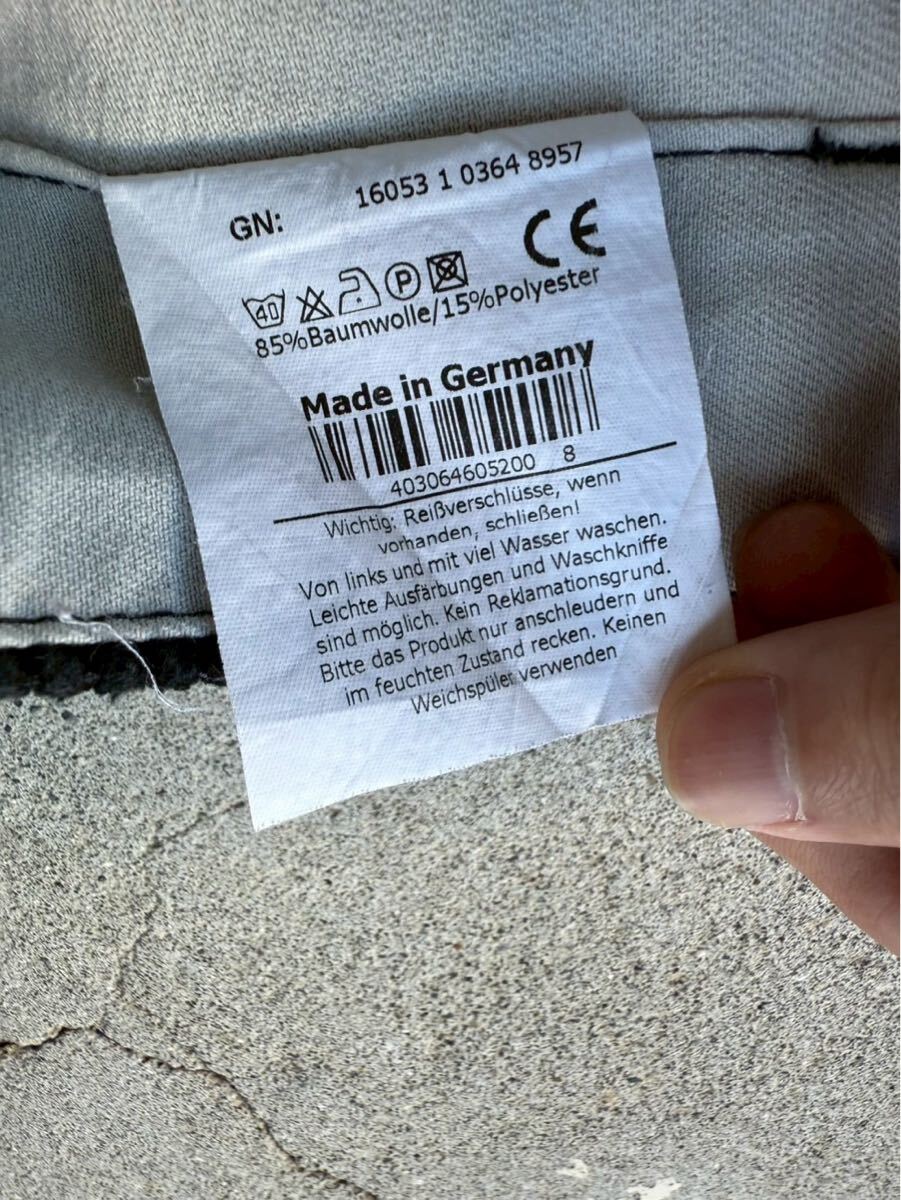 GN: 16053 1 0364 8957
CE
40 P
85%Baumwolle/15%Polyester
Made in Germany
403064605200 8
Wichtig: Reißverschlüsse, wenn
vorhanden, schließen!
Von links und mit viel Wasser waschen.
Leichte Ausfärbungen und Waschkniffe
sind möglich. Kein Reklamationsgrund.
Bitte das Produkt nur anschleudern und
im feuchten Zustand recken. Keinen
Weichspüler verwenden